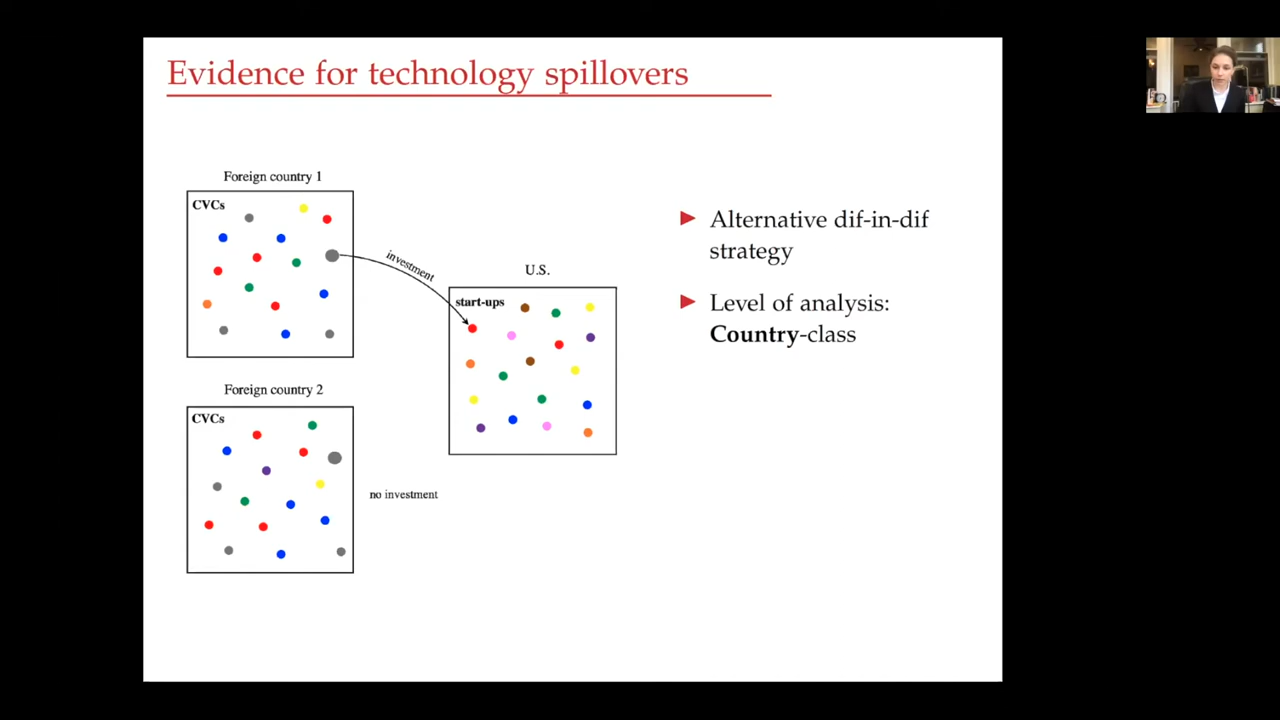 Evidence for technology spillovers
Foreign country 1
CVCs
investment
U.S.
start-ups
Foreign country 2
CVCs
no investment
Alternative dif-in-dif
strategy
Level of analysis:
Country-class